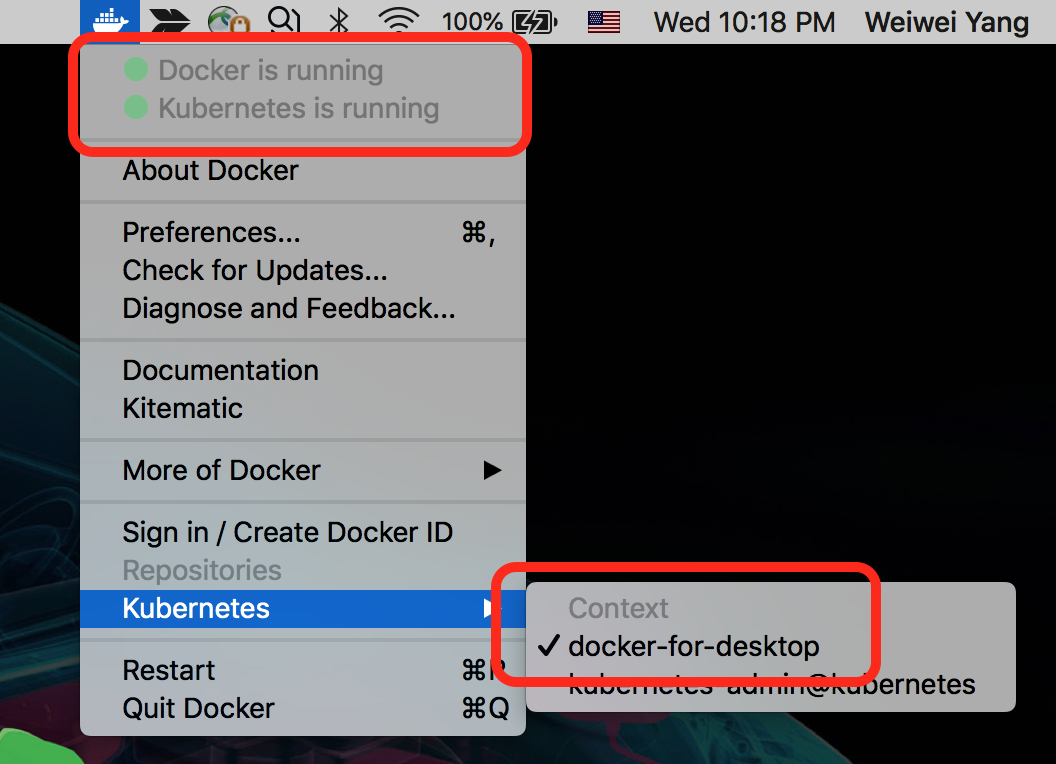 100% Wed 10:18 PM Weiwei Yang
Docker is running
Kubernetes is running
About Docker
Preferences... ⌘,
Check for Updates...
Diagnose and Feedback...
Documentation
Kitematic
More of Docker ▶
Sign in / Create Docker ID
Repositories
Kubernetes ▶
Context
✓ docker-for-desktop
kubernetes-admin@kubernetes
Restart ⌘R
Quit Docker ⌘Q